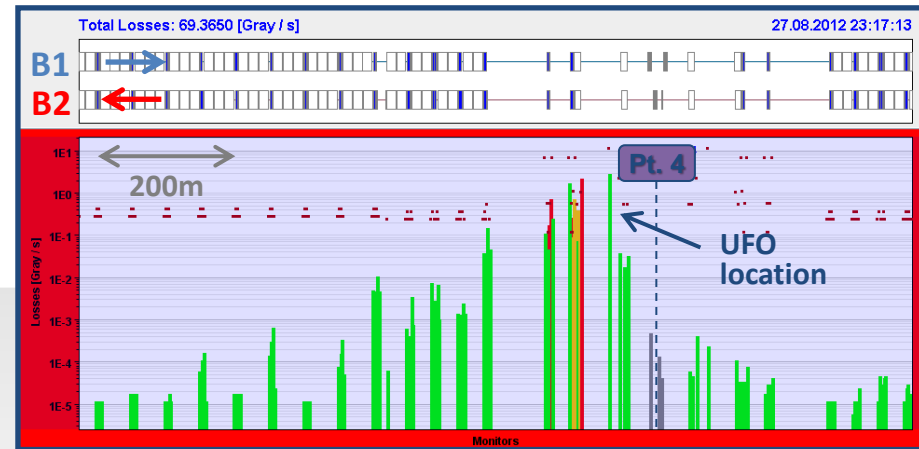 Total Losses: 69.3650 [Gray / s] 27.08.2012 23:17:13
B1
B2
1E1
1E0
1E-1
1E-2
1E-3
1E-4
1E-5
Losses [Gray / s]
200m
Pt. 4
UFO
location
Monitors